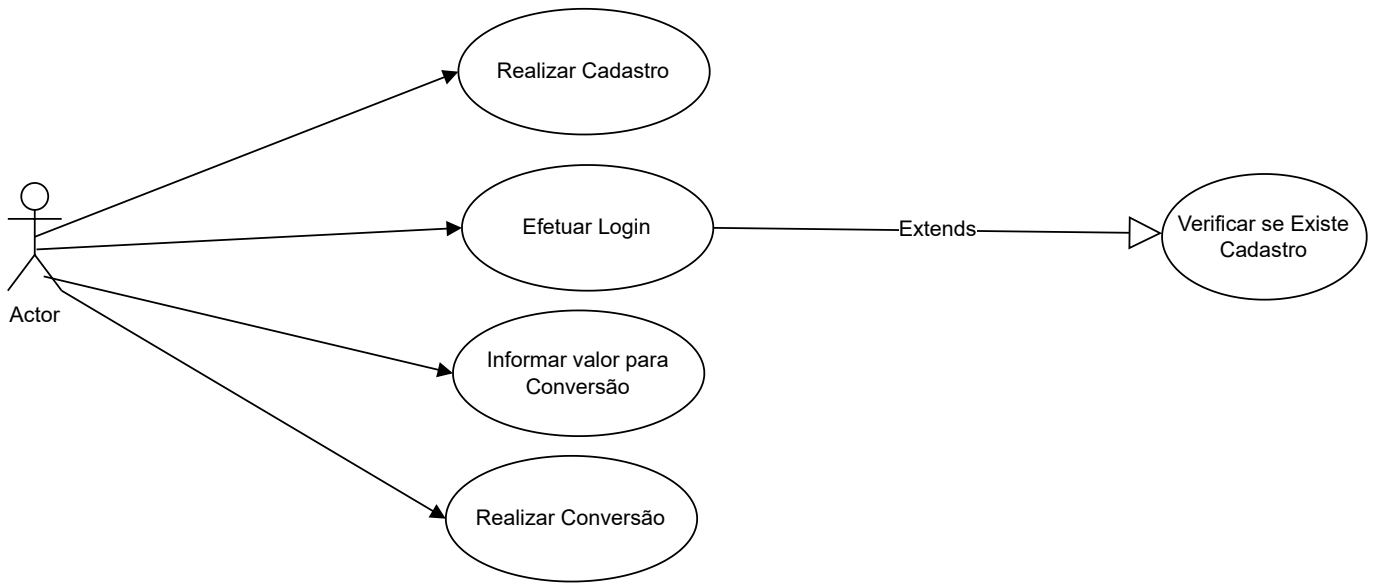 Realizar Cadastro
Efetuar Login
Extends
Verificar se Existe
Cadastro
Actor
Informar valor para
Conversão
Realizar Conversão